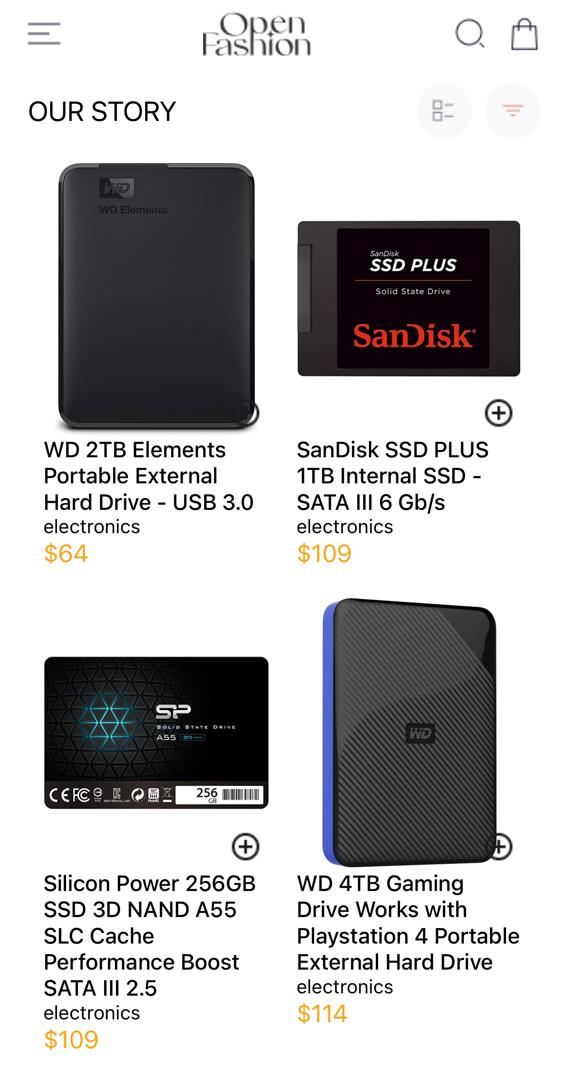 Open
Fashion
OUR STORY
WD
WD Elements
SanDisk
SSD PLUS
Solid State Drive
SanDisk
WD 2TB Elements
Portable External
Hard Drive - USB 3.0
electronics
$64
SanDisk SSD PLUS
1TB Internal SSD -
SATA III 6 Gb/s
electronics
$109
SP
SOLID STATE DRIVE
A55
256
GB
WD
Silicon Power 256GB
SSD 3D NAND A55
SLC Cache
Performance Boost
SATA III 2.5
electronics
$109
WD 4TB Gaming
Drive Works with
Playstation 4 Portable
External Hard Drive
electronics
$114